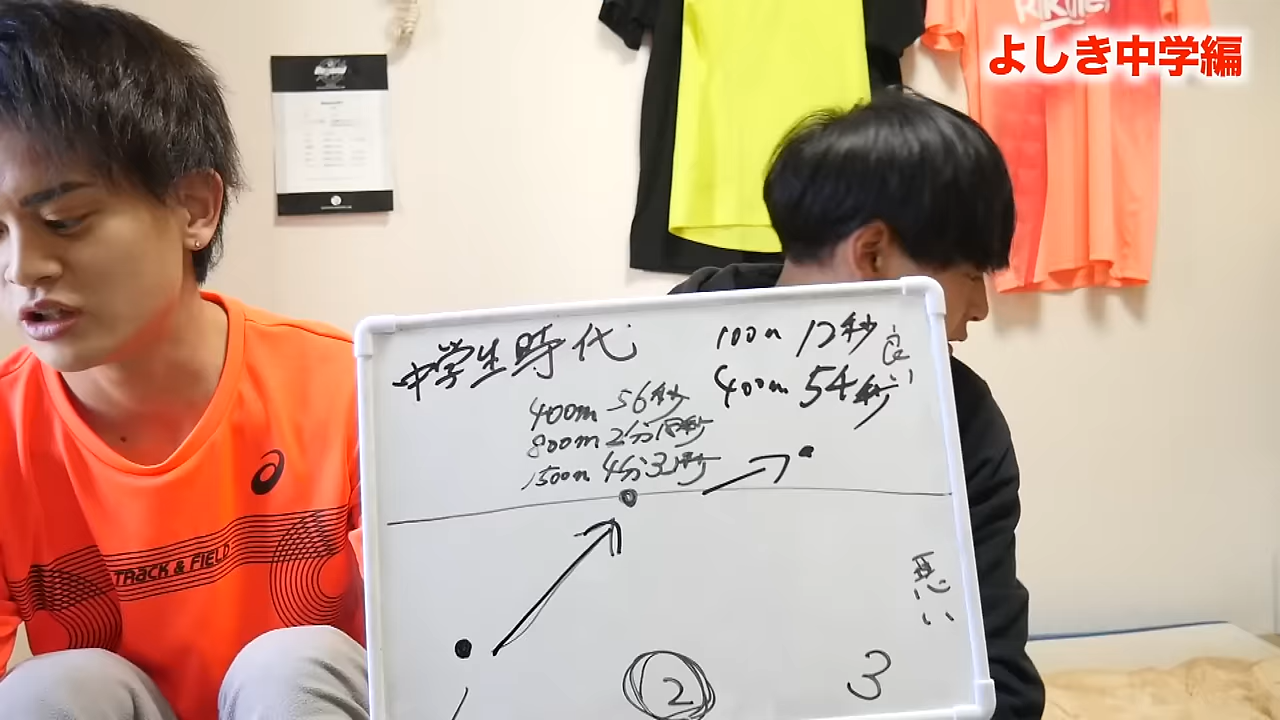 よしき中学編
中学生時代
100m 12秒
400m 54秒
良い
400m 56秒
800m 2分18秒
1500m 4分32秒
悪い
2
3
TRACK & FIELD